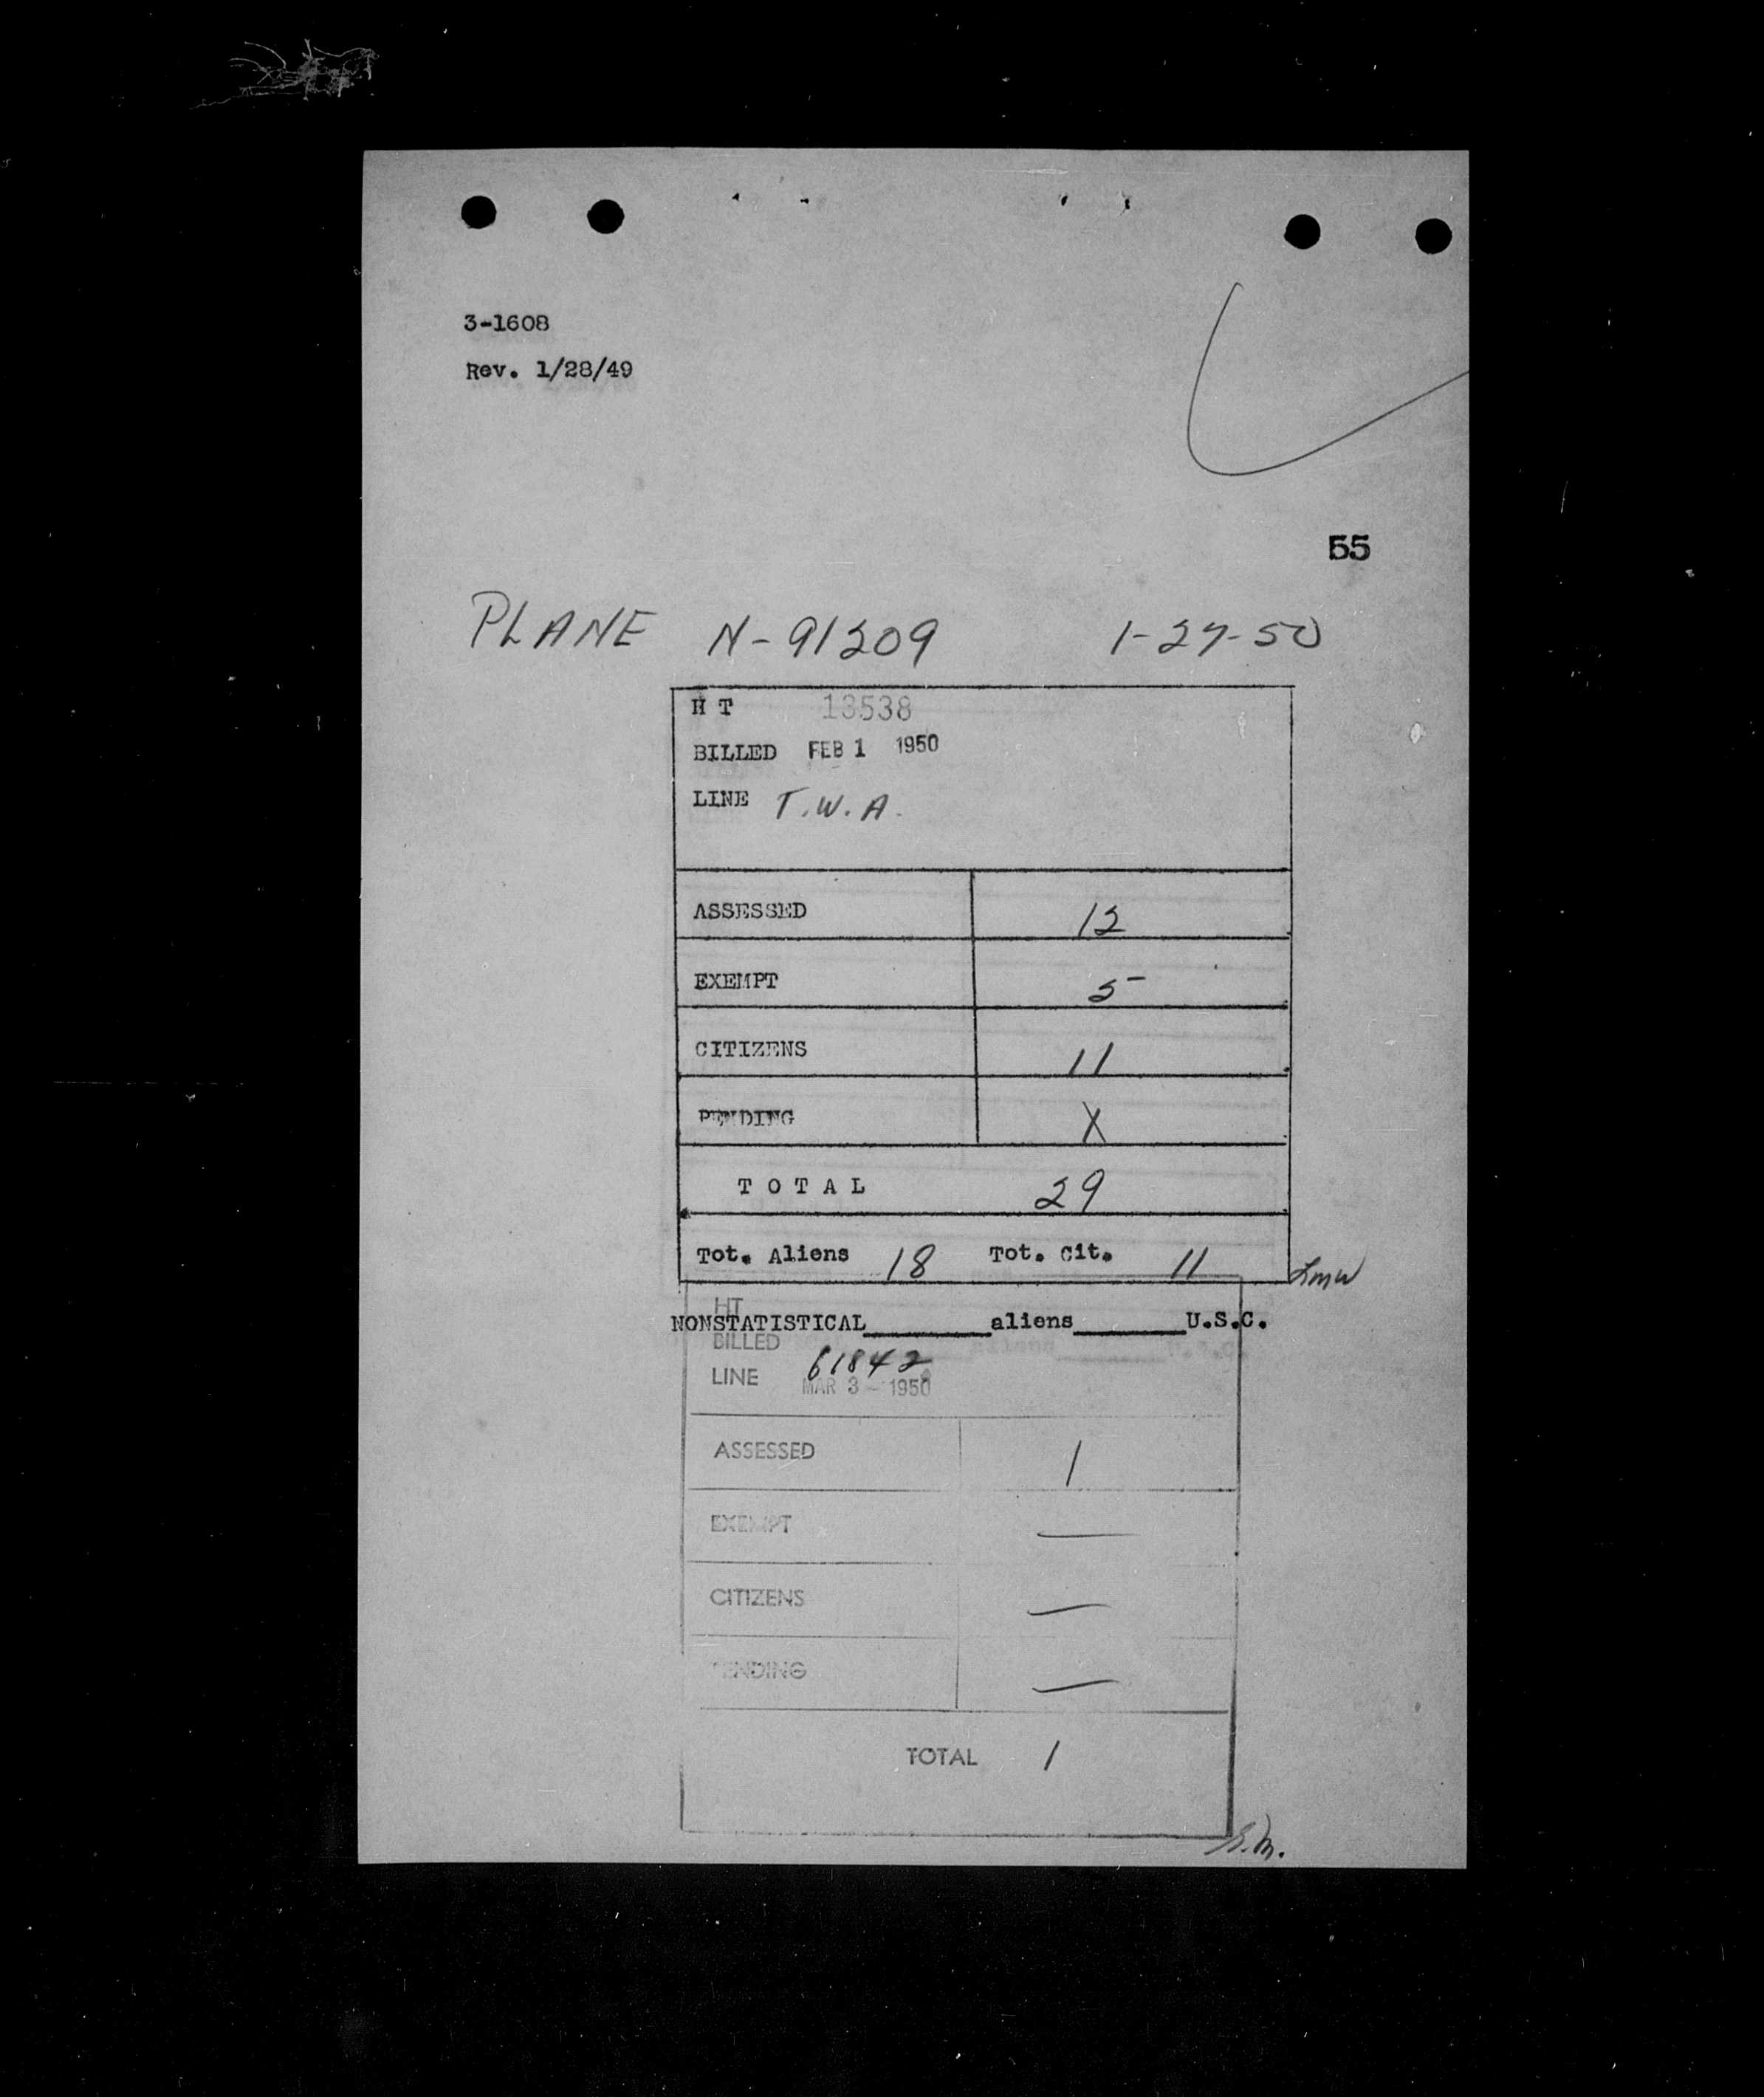 3-1608
Rev. 1/28/49
55
PLANE N-91209 1-27-50
H T 13538
BILLED FEB 1 1950
LINE T.W.A.
ASSESSED 12
EXEMPT 5
CITIZENS 11
PENDING X
TOTAL 29
Tot. Aliens 18 Tot. Cit. 11
LMW
NONSTATISTICAL________aliens_______U.S.C.
HT
BILLED
LINE 61842
MAR 3 - 1950
ASSESSED 1
EXEMPT —
CITIZENS —
PENDING —
TOTAL 1